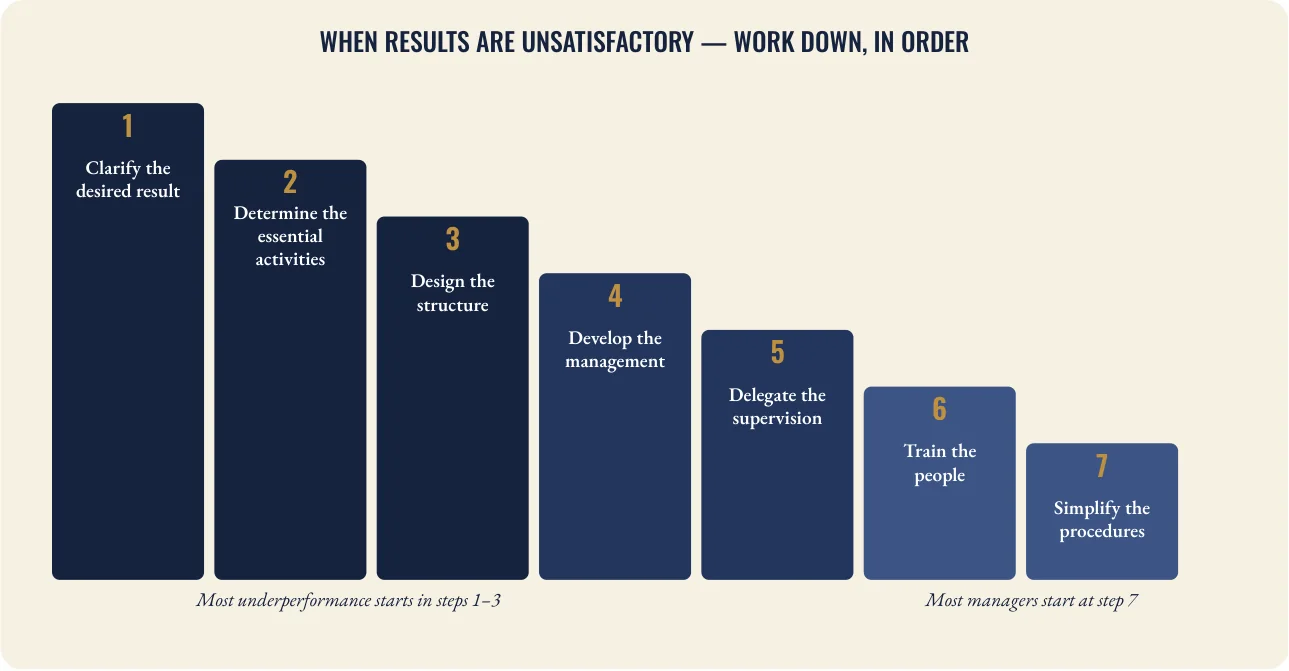 WHEN RESULTS ARE UNSATISFACTORY — WORK DOWN, IN ORDER
1
Clarify the
desired result
2
Determine the
essential
activities
3
Design the
structure
4
Develop the
management
5
Delegate the
supervision
6
Train the
people
7
Simplify the
procedures
Most underperformance starts in steps 1–3
Most managers start at step 7